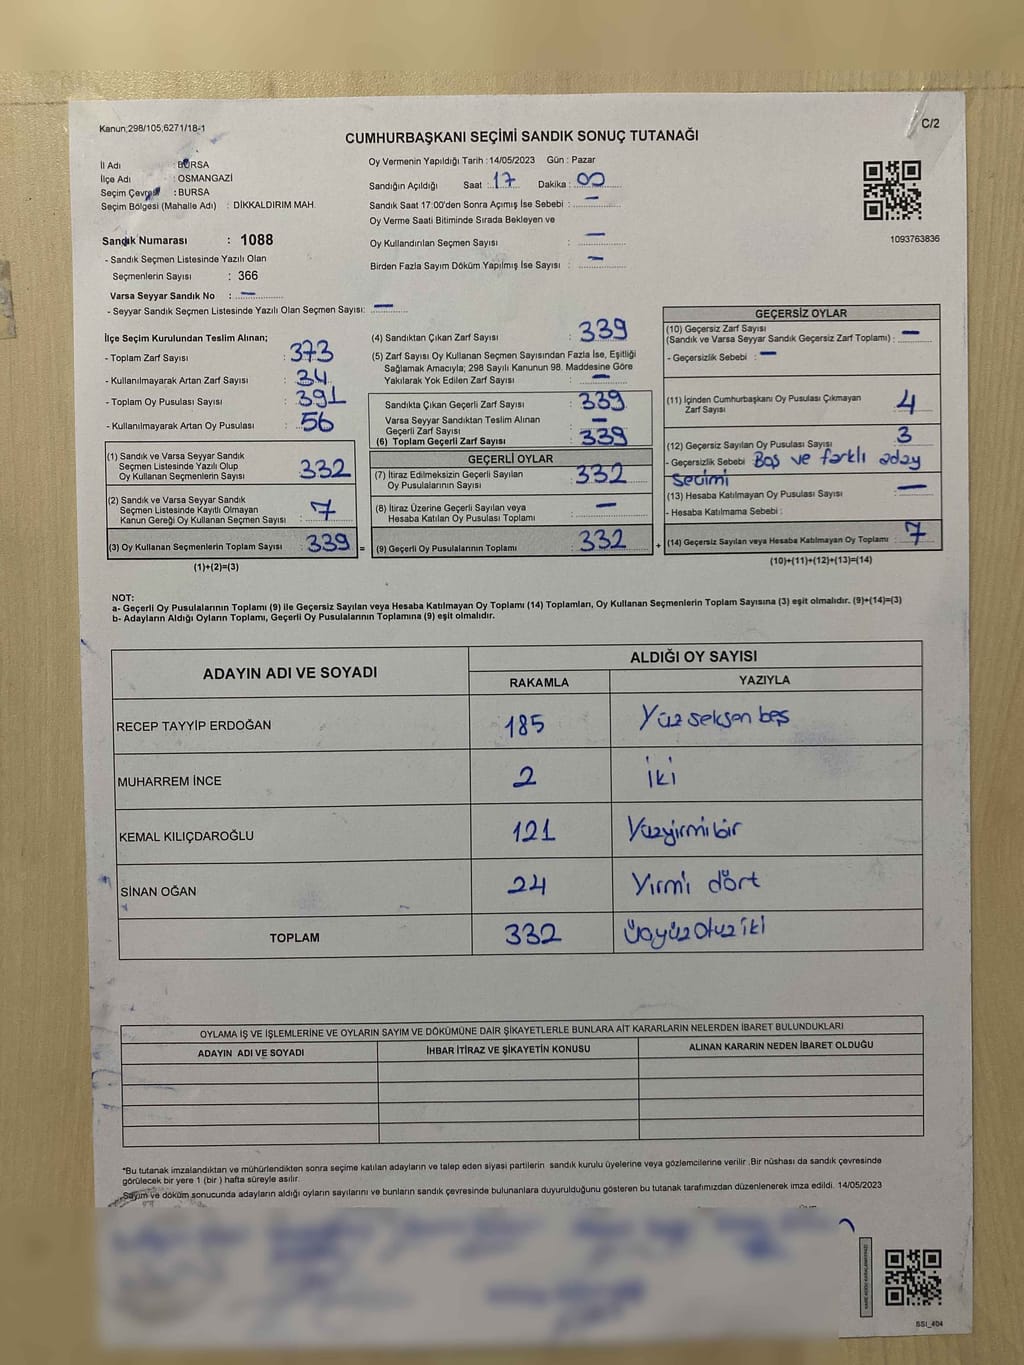 Kanun;298/105;6271/18-1
C/2
CUMHURBAŞKANI SEÇİMİ SANDIK SONUÇ TUTANAĞI
İl Adı : BURSA
İlçe Adı : OSMANGAZİ
Seçim Çevresi : BURSA
Seçim Bölgesi (Mahalle Adı) : DİKKALDIRIM MAH.
Sandık Numarası : 1088
- Sandık Seçmen Listesinde Yazılı Olan
Seçmenlerin Sayısı : 366
Varsa Seyyar Sandık No : —
- Seyyar Sandık Seçmen Listesinde Yazılı Olan Seçmen Sayısı: —
Oy Vermenin Yapıldığı Tarih : 14/05/2023 Gün : Pazar
Sandığın Açıldığı Saat : 17 Dakika : 00
Sandık Saat 17:00'den Sonra Açılmış İse Sebebi : —
Oy Verme Saati Bitiminde Sırada Bekleyen ve
Oy Kullandırılan Seçmen Sayısı : —
Birden Fazla Sayım Döküm Yapılmış İse Sayısı : —
1093763836
İlçe Seçim Kurulundan Teslim Alınan;
- Toplam Zarf Sayısı : 373
- Kullanılmayarak Artan Zarf Sayısı : 34
- Toplam Oy Pusulası Sayısı : 391
- Kullanılmayarak Artan Oy Pusulası : 56
(1) Sandık ve Varsa Seyyar Sandık
Seçmen Listesinde Yazılı Olup
Oy Kullanan Seçmenlerin Sayısı : 332
(2) Sandık ve Varsa Seyyar Sandık
Seçmen Listesinde Kayıtlı Olmayan
Kanun Gereği Oy Kullanan Seçmen Sayısı : 7
(3) Oy Kullanan Seçmenlerin Toplam Sayısı : 339 =
(1)+(2)=(3)
(4) Sandıktan Çıkan Zarf Sayısı : 339
(5) Zarf Sayısı Oy Kullanan Seçmen Sayısından Fazla İse, Eşitliği
Sağlamak Amacıyla; 298 Sayılı Kanunun 98. Maddesine Göre
Yakılarak Yok Edilen Zarf Sayısı : —
Sandıkta Çıkan Geçerli Zarf Sayısı : 339
Varsa Seyyar Sandıktan Teslim Alınan
Geçerli Zarf Sayısı : —
(6) Toplam Geçerli Zarf Sayısı : 339
GEÇERLİ OYLAR
(7) İtiraz Edilmeksizin Geçerli Sayılan
Oy Pusulalarının Sayısı : 332
(8) İtiraz Üzerine Geçerli Sayılan veya
Hesaba Katılan Oy Pusulası Toplamı : —
(9) Geçerli Oy Pusulalarının Toplamı : 332 +
GEÇERSİZ OYLAR
(10) Geçersiz Zarf Sayısı
(Sandık ve Varsa Seyyar Sandık Geçersiz Zarf Toplamı) : —
- Geçersizlik Sebebi : —
(11) İçinden Cumhurbaşkanı Oy Pusulası Çıkmayan
Zarf Sayısı : 4
(12) Geçersiz Sayılan Oy Pusulası Sayısı : 3
- Geçersizlik Sebebi Boş ve farklı aday
seçimi
(13) Hesaba Katılmayan Oy Pusulası Sayısı : —
- Hesaba Katılmama Sebebi :
(14) Geçersiz Sayılan veya Hesaba Katılmayan Oy Toplamı : 7
(10)+(11)+(12)+(13)=(14)
NOT:
a- Geçerli Oy Pusulalarının Toplamı (9) ile Geçersiz Sayılan veya Hesaba Katılmayan Oy Toplamı (14) Toplamları, Oy Kullanan Seçmenlerin Toplam Sayısına (3) eşit olmalıdır. (9)+(14)=(3)
b- Adayların Aldığı Oyların Toplamı, Geçerli Oy Pusulalarının Toplamına (9) eşit olmalıdır.
ADAYIN ADI VE SOYADI
ALDIĞI OY SAYISI
RAKAMLA YAZIYLA
RECEP TAYYİP ERDOĞAN 185 Yüzseksen beş
MUHARREM İNCE 2 iki
KEMAL KILIÇDAROĞLU 121 Yüzyirmibir
SİNAN OĞAN 24 Yirmi dört
TOPLAM 332 üçyüzotuziki
OYLAMA İŞ VE İŞLEMLERİNE VE OYLARIN SAYIM VE DÖKÜMÜNE DAİR ŞİKAYETLERLE BUNLARA AİT KARARLARIN NELERDEN İBARET BULUNDUKLARI
ADAYIN ADI VE SOYADI İHBAR İTİRAZ VE ŞİKAYETİN KONUSU ALINAN KARARIN NEDEN İBARET OLDUĞU
*Bu tutanak imzalandıktan ve mühürlendikten sonra seçime katılan adayların ve talep eden siyasi partilerin sandık kurulu üyelerine veya gözlemcilerine verilir .Bir nüshası da sandık çevresinde
görülecek bir yere 1 (bir ) hafta süreyle asılır.
Sayım ve döküm sonucunda adayların aldığı oyların sayılarını ve bunların sandık çevresinde bulunanlara duyurulduğunu gösteren bu tutanak tarafımızdan düzenlenerek imza edildi. 14/05/2023
SSİ_404